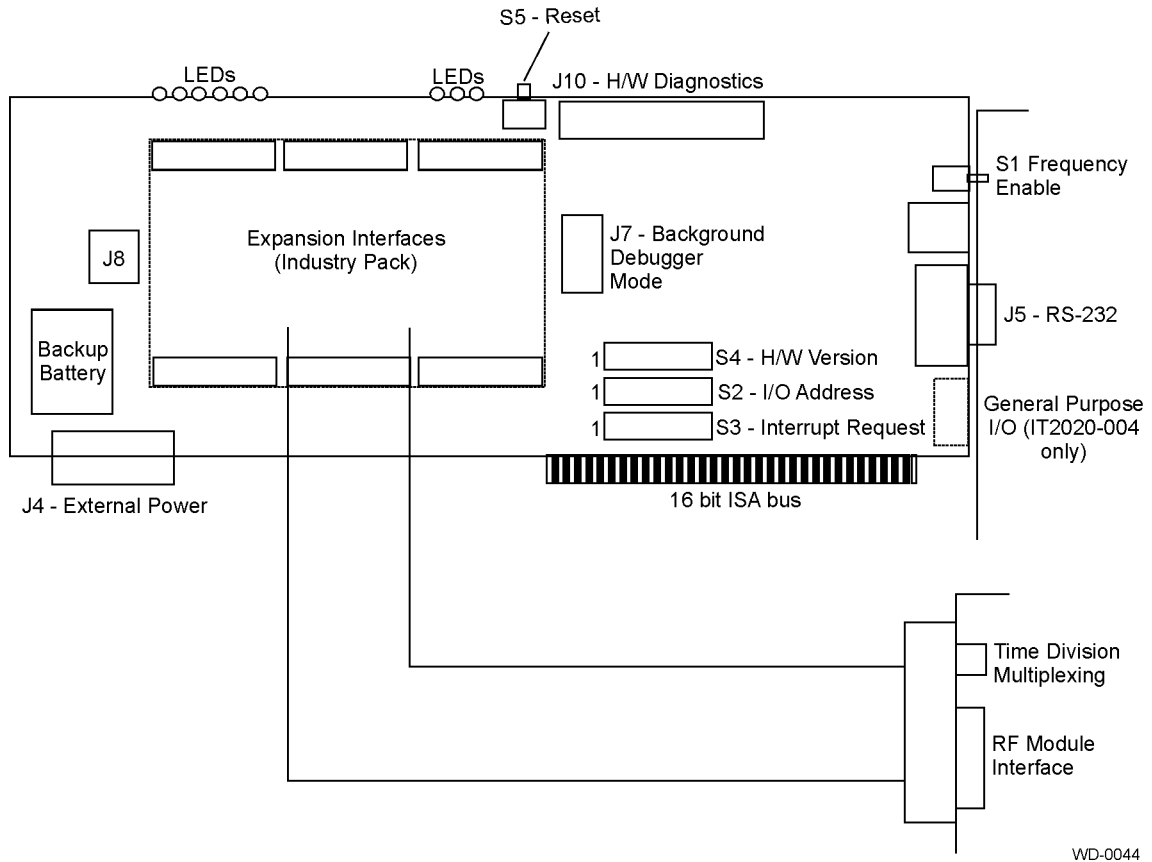 S5 - Reset
LEDs
LEDs
J10 - H/W Diagnostics
S1 Frequency
Enable
Expansion Interfaces
(Industry Pack)
J7 - Background
Debugger
Mode
J8
J5 - RS-232
Backup
Battery
1
S4 - H/W Version
1
S2 - I/O Address
1
S3 - Interrupt Request
General Purpose
I/O (IT2020-004
only)
J4 - External Power
16 bit ISA bus
Time Division
Multiplexing
RF Module
Interface
WD-0044